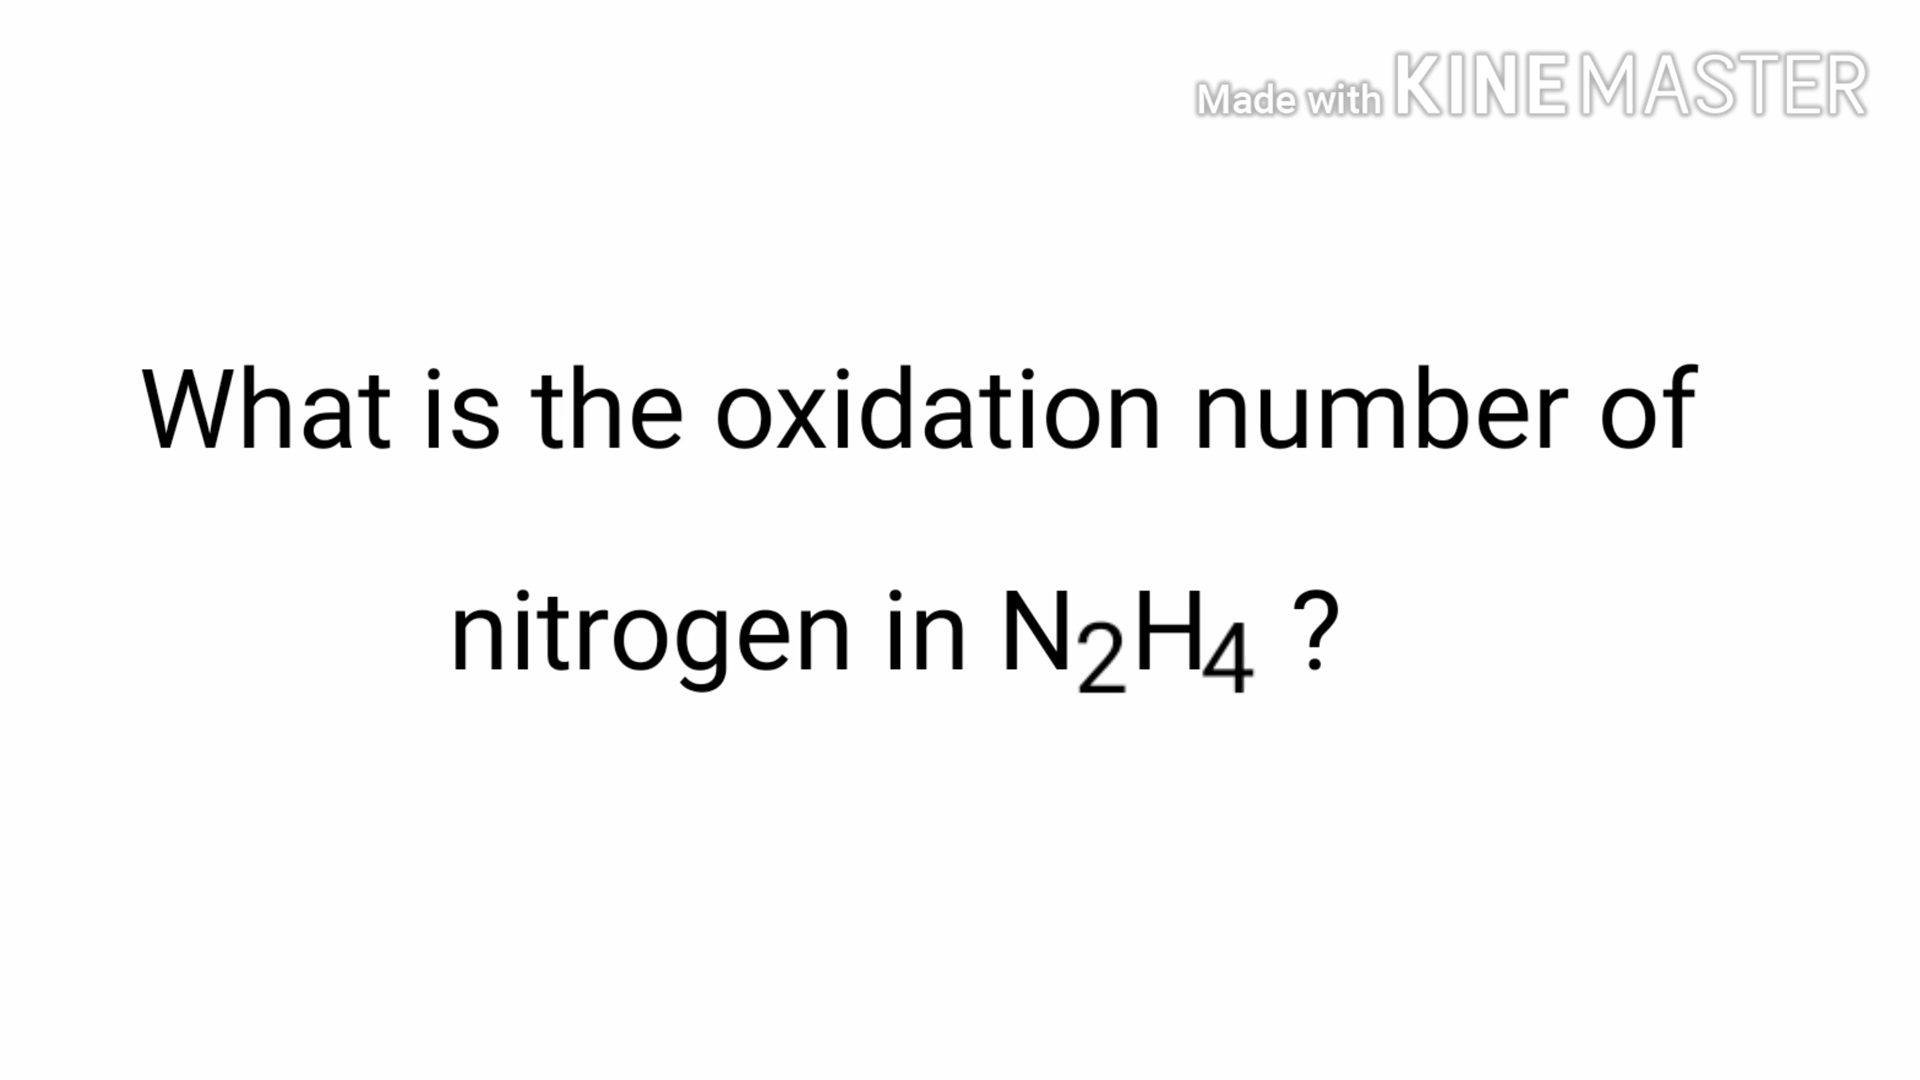 Made with KINEMASTER
What is the oxidation number of
nitrogen in N₂H₄ ?